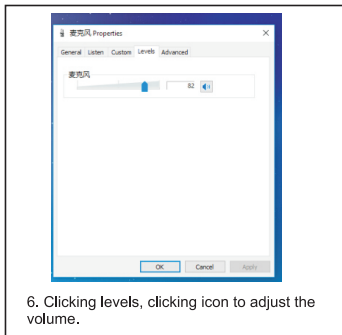 麦克风 Properties
General Listen Custom Levels Advanced
麦克风
82
OK Cancel Apply
6. Clicking levels, clicking icon to adjust the
volume.